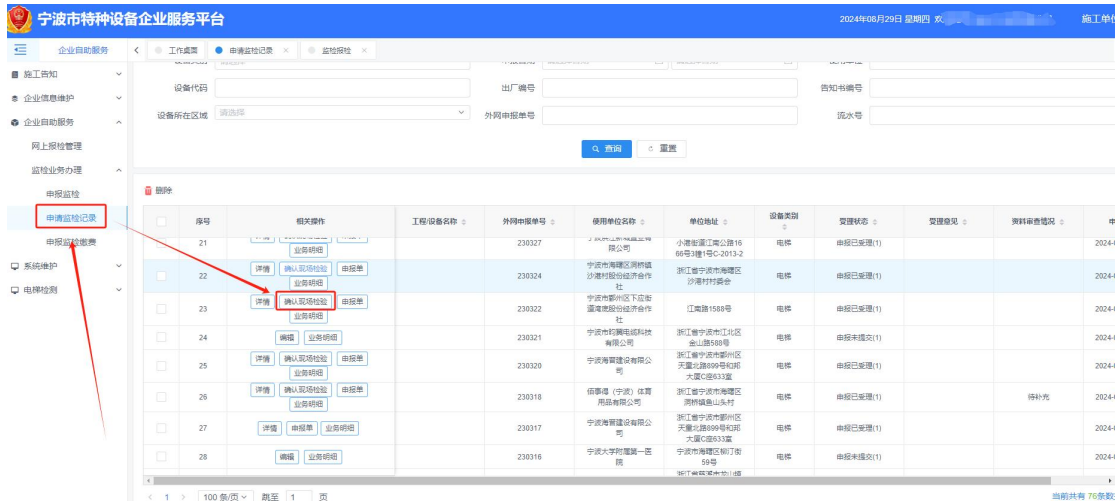 宁波市特种设备企业服务平台
2024年08月29日 星期四 欢
施工单位
企业自助服务
工作桌面
申请监检记录 ×
监检报检 ×
施工告知
企业信息维护
企业自助服务
网上报检管理
监检业务办理
申报监检
申请监检记录
申报监检缴费
系统维护
电梯检测
设备代码
出厂编号
告知书编号
设备所在区域 请选择
外网申报单号
流水号
查询
重置
删除
序号 相关操作 工程/设备名称 外网申报单号 使用单位名称 单位地址 设备类别 受理状态 受理意见 资料审查情况 申
21 业务明细 230327 限公司 小港街道江南公路16
66号3幢1号C-2013-2 电梯 申报已受理(1) 2024-
22 详情 确认现场检验 申报单
业务明细 230324 宁波市海曙区洞桥镇
沙港村股份经济合作
社 浙江省宁波市海曙区
沙港村村委会 电梯 申报已受理(1) 2024-
23 详情 确认现场检验 申报单
业务明细 230322 宁波市鄞州区下应街
道湾底股份经济合作
社 江南路1588号 电梯 申报已受理(1) 2024-
24 编辑 业务明细 230321 有限公司 浙江省宁波市江北区
金山路588号 电梯 申报未提交(1) 2024-
25 详情 确认现场检验 申报单
业务明细 230320 宁波海管建设有限公
司 浙江省宁波市鄞州区
天童北路899号和邦
大厦C座633室 电梯 申报已受理(1) 2024-
26 详情 确认现场检验 申报单
业务明细 230318 佰事得（宁波）体育
用品有限公司 浙江省宁波市海曙区
洞桥镇鱼山头村 电梯 申报已受理(1) 待补充 2024-
27 详情 申报单 业务明细 230317 宁波海管建设有限公
司 浙江省宁波市鄞州区
天童北路899号和邦
大厦C座633室 电梯 申报已受理(1) 2024-
28 编辑 业务明细 230316 宁波大学附属第一医
院 宁波市海曙区柳汀街
59号 电梯 申报未提交(1) 2024-
1 100 条/页 跳至 1 页
当前共有 76条数